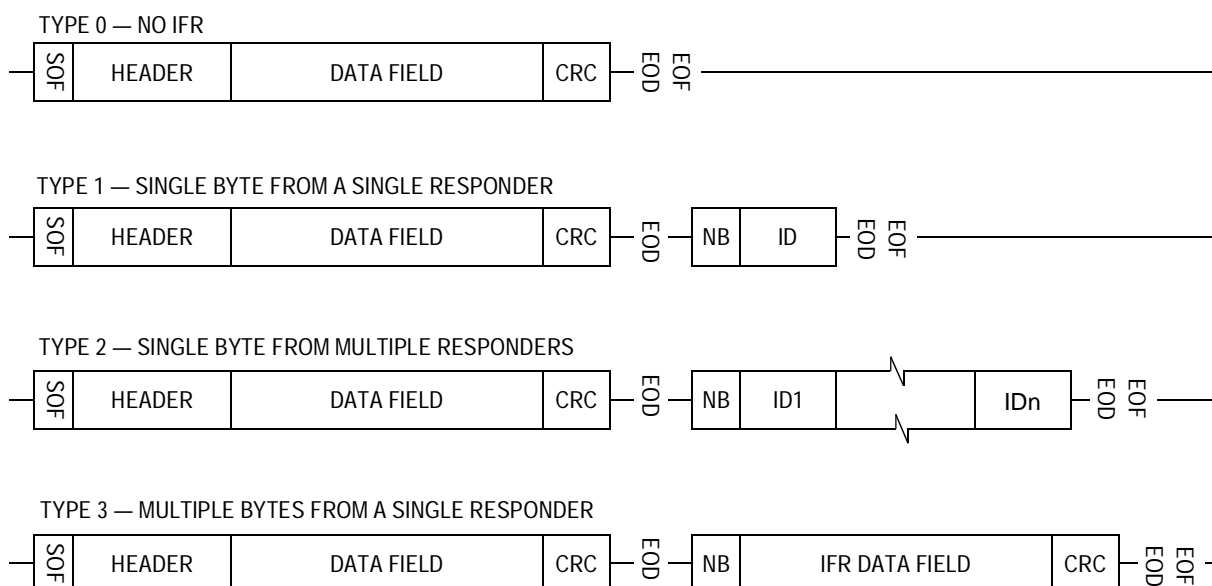 TYPE 0 — NO IFR
SOF HEADER DATA FIELD CRC EOD EOF
TYPE 1 — SINGLE BYTE FROM A SINGLE RESPONDER
SOF HEADER DATA FIELD CRC EOD NB ID EOD EOF
TYPE 2 — SINGLE BYTE FROM MULTIPLE RESPONDERS
SOF HEADER DATA FIELD CRC EOD NB ID1 IDn EOD EOF
TYPE 3 — MULTIPLE BYTES FROM A SINGLE RESPONDER
SOF HEADER DATA FIELD CRC EOD NB IFR DATA FIELD CRC EOD EOF